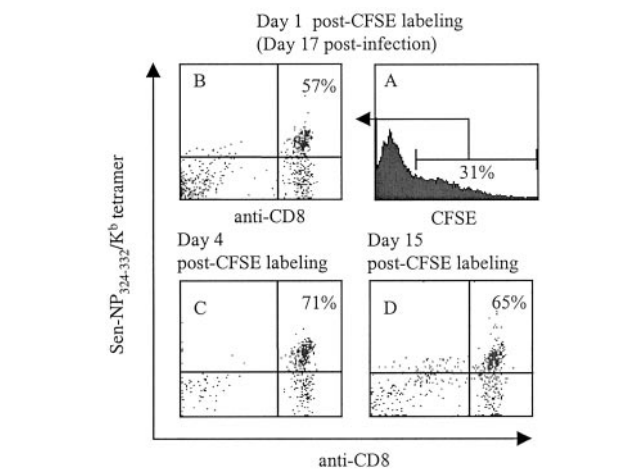 Day 1 post-CFSE labeling
(Day 17 post-infection)
B
57%
A
31%
anti-CD8
CFSE
Day 4
post-CFSE labeling
Day 15
post-CFSE labeling
C
71%
D
65%
Sen-NP324-332/Kb tetramer
anti-CD8